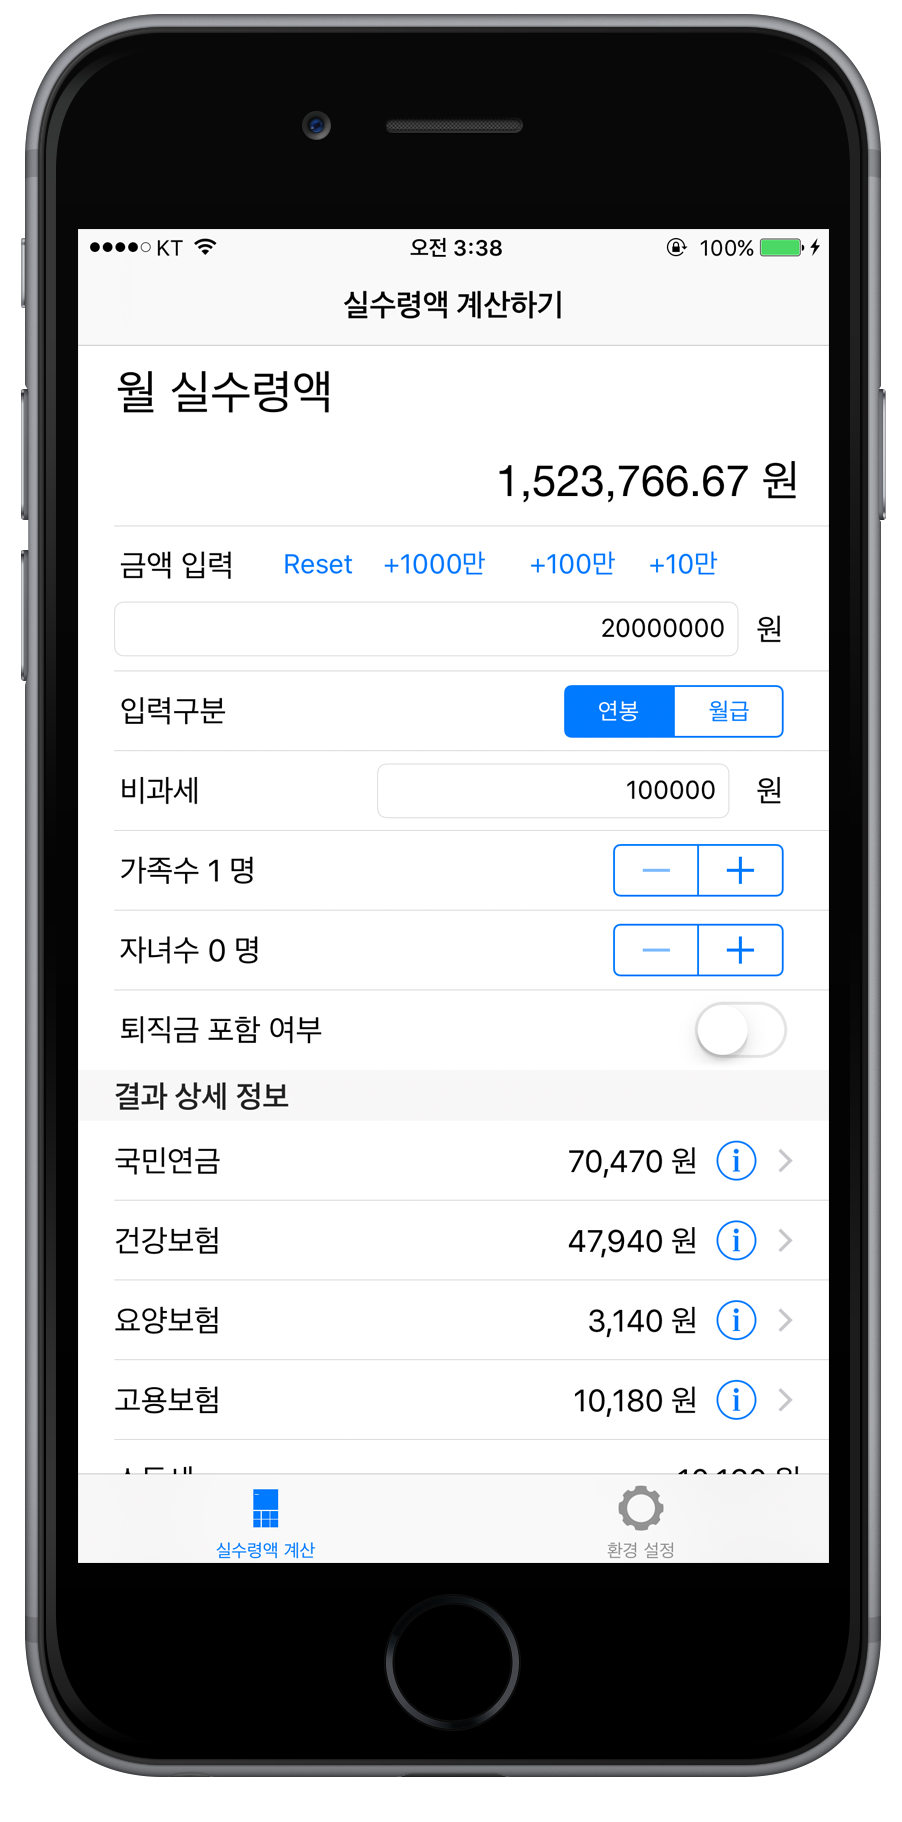 KT 오전 3:38 100%
실수령액 계산하기
월 실수령액
1,523,766.67 원
금액 입력 Reset +1000만 +100만 +10만
20000000 원
입력구분 연봉 월급
비과세 100000 원
가족수 1 명
자녀수 0 명
퇴직금 포함 여부
결과 상세 정보
국민연금 70,470 원
건강보험 47,940 원
요양보험 3,140 원
고용보험 10,180 원
실수령액 계산 환경 설정